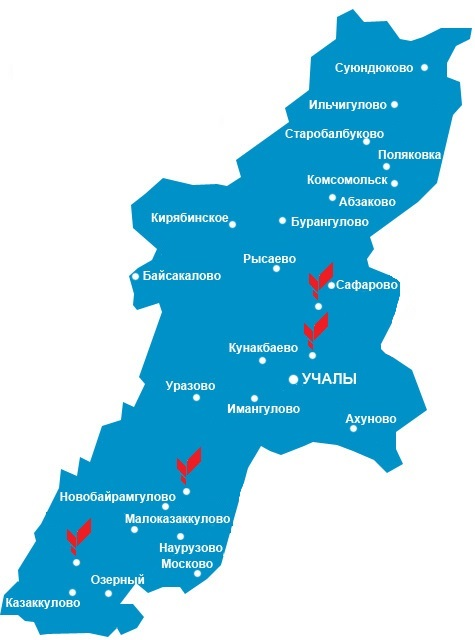 Суюндюково
Ильчигулово
Старобалбуково
Поляковка
Комсомольск
Абзаково
Кирябинское
Бурангулово
Рысаево
Байсакалово
Сафарово
Кунакбаево
УЧАЛЫ
Уразово
Имангулово
Ахуново
Новобайрамгулово
Малоказаккулово
Наурузово
Москово
Озерный
Казаккулово